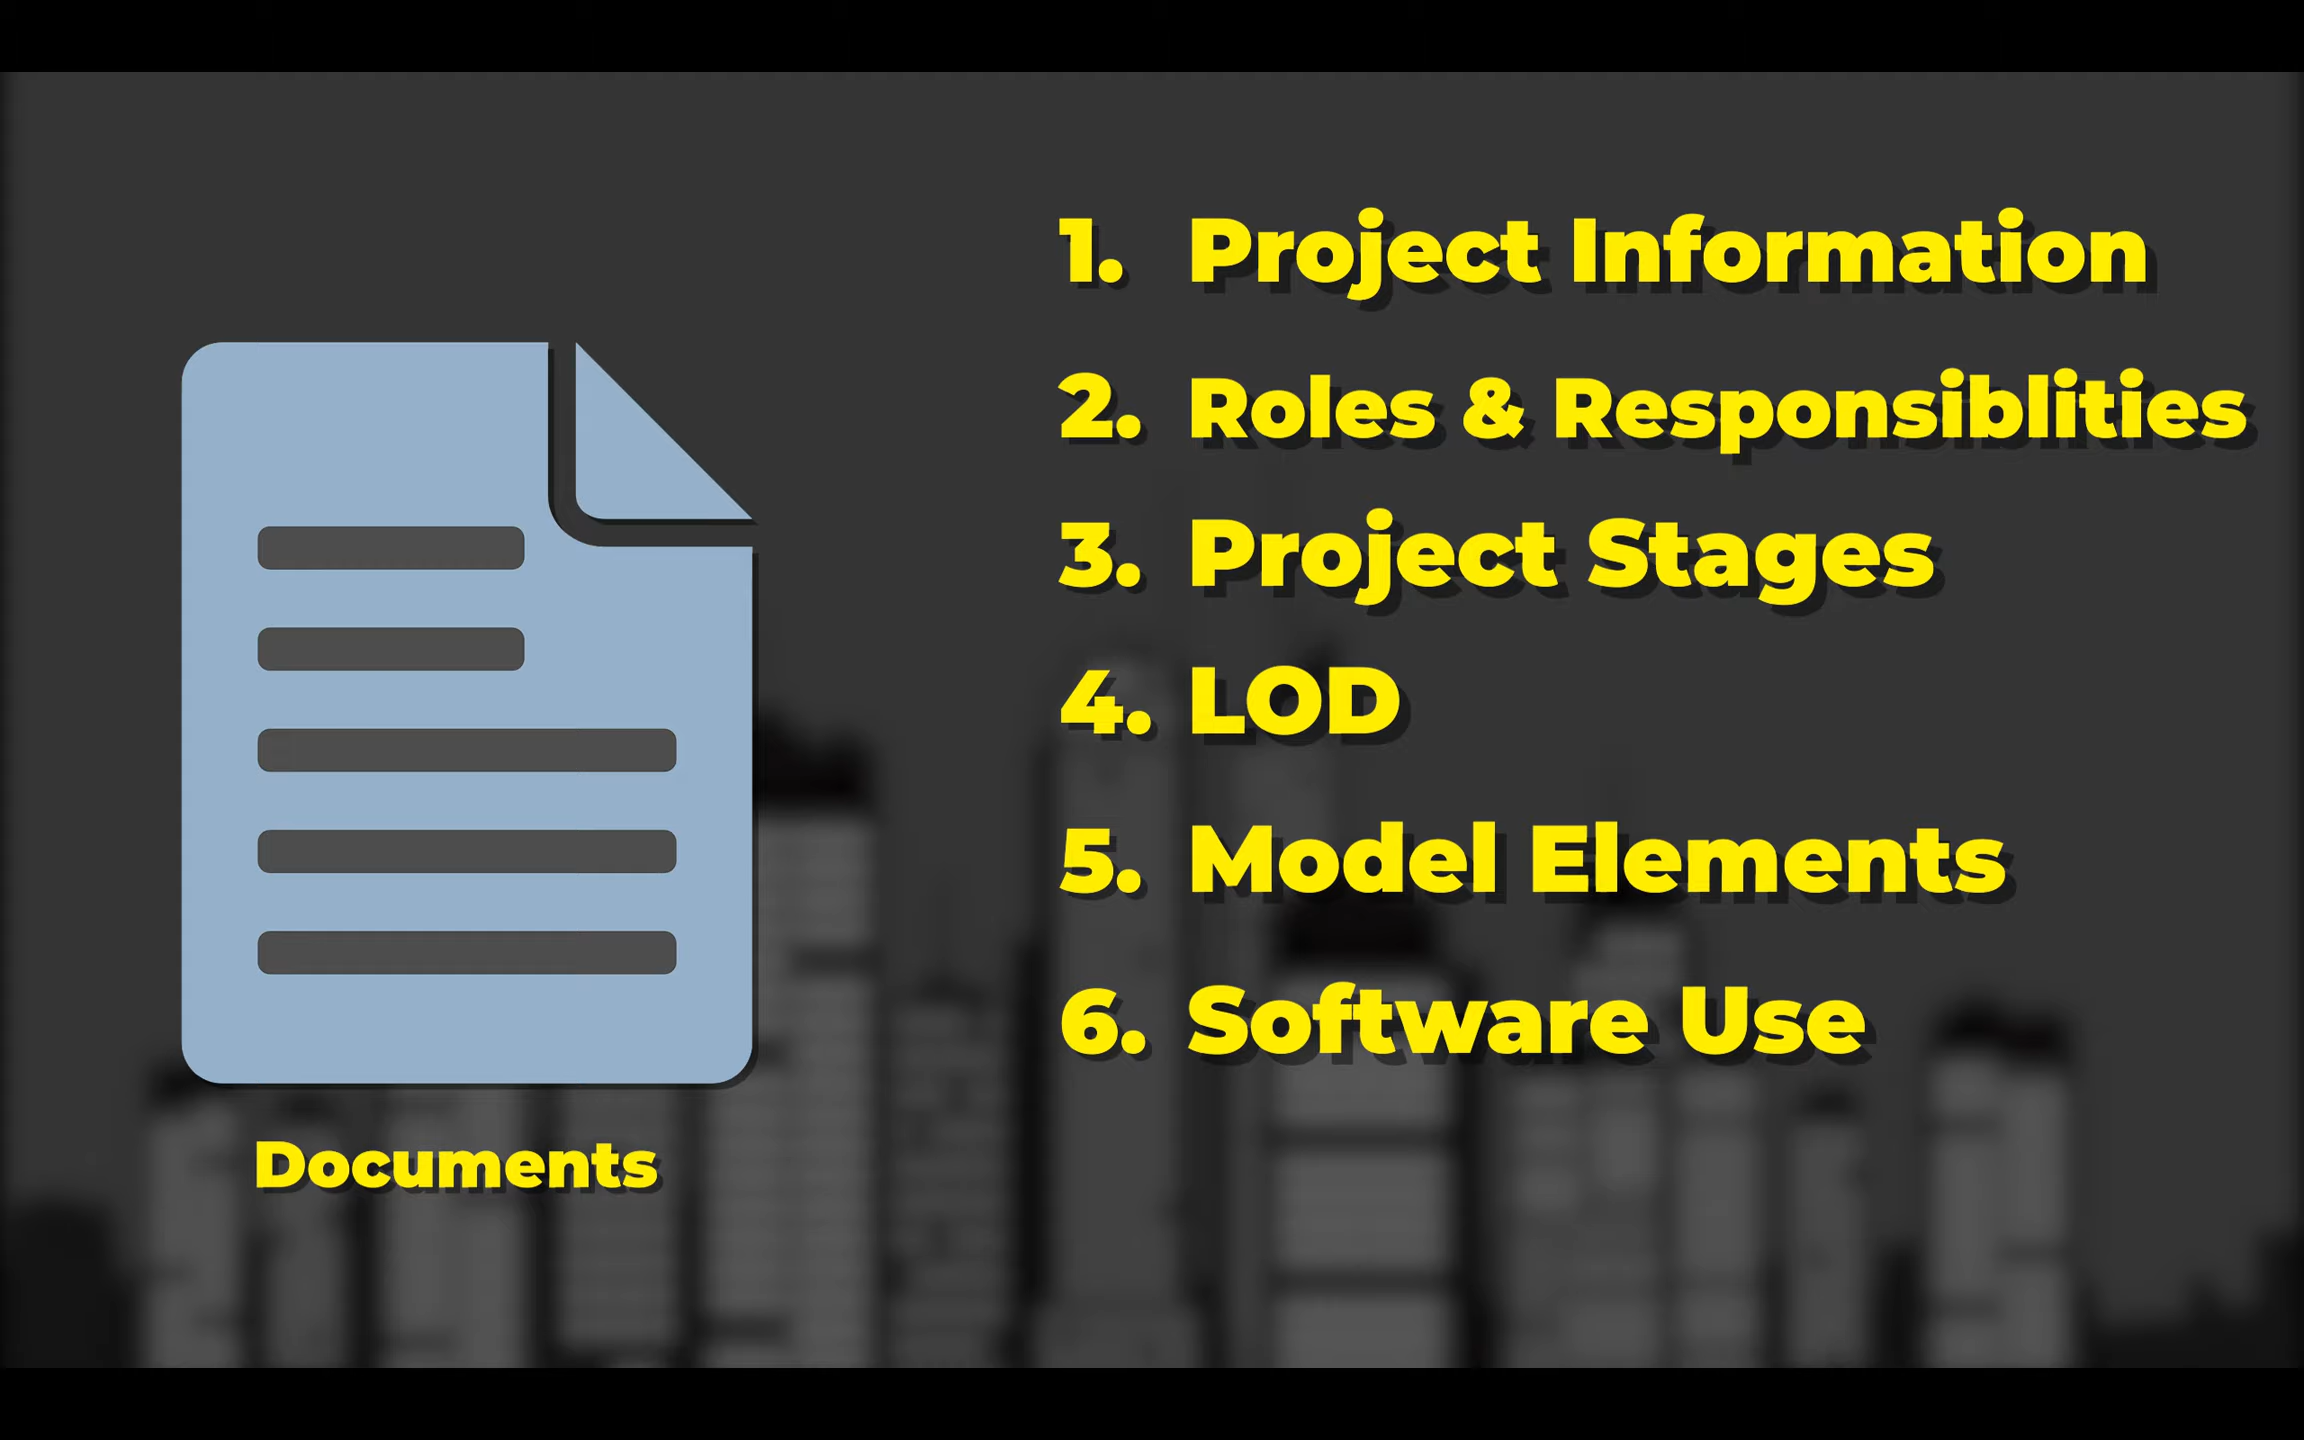 1. Project Information
2. Roles & Responsiblities
3. Project Stages
4. LOD
5. Model Elements
6. Software Use
Documents